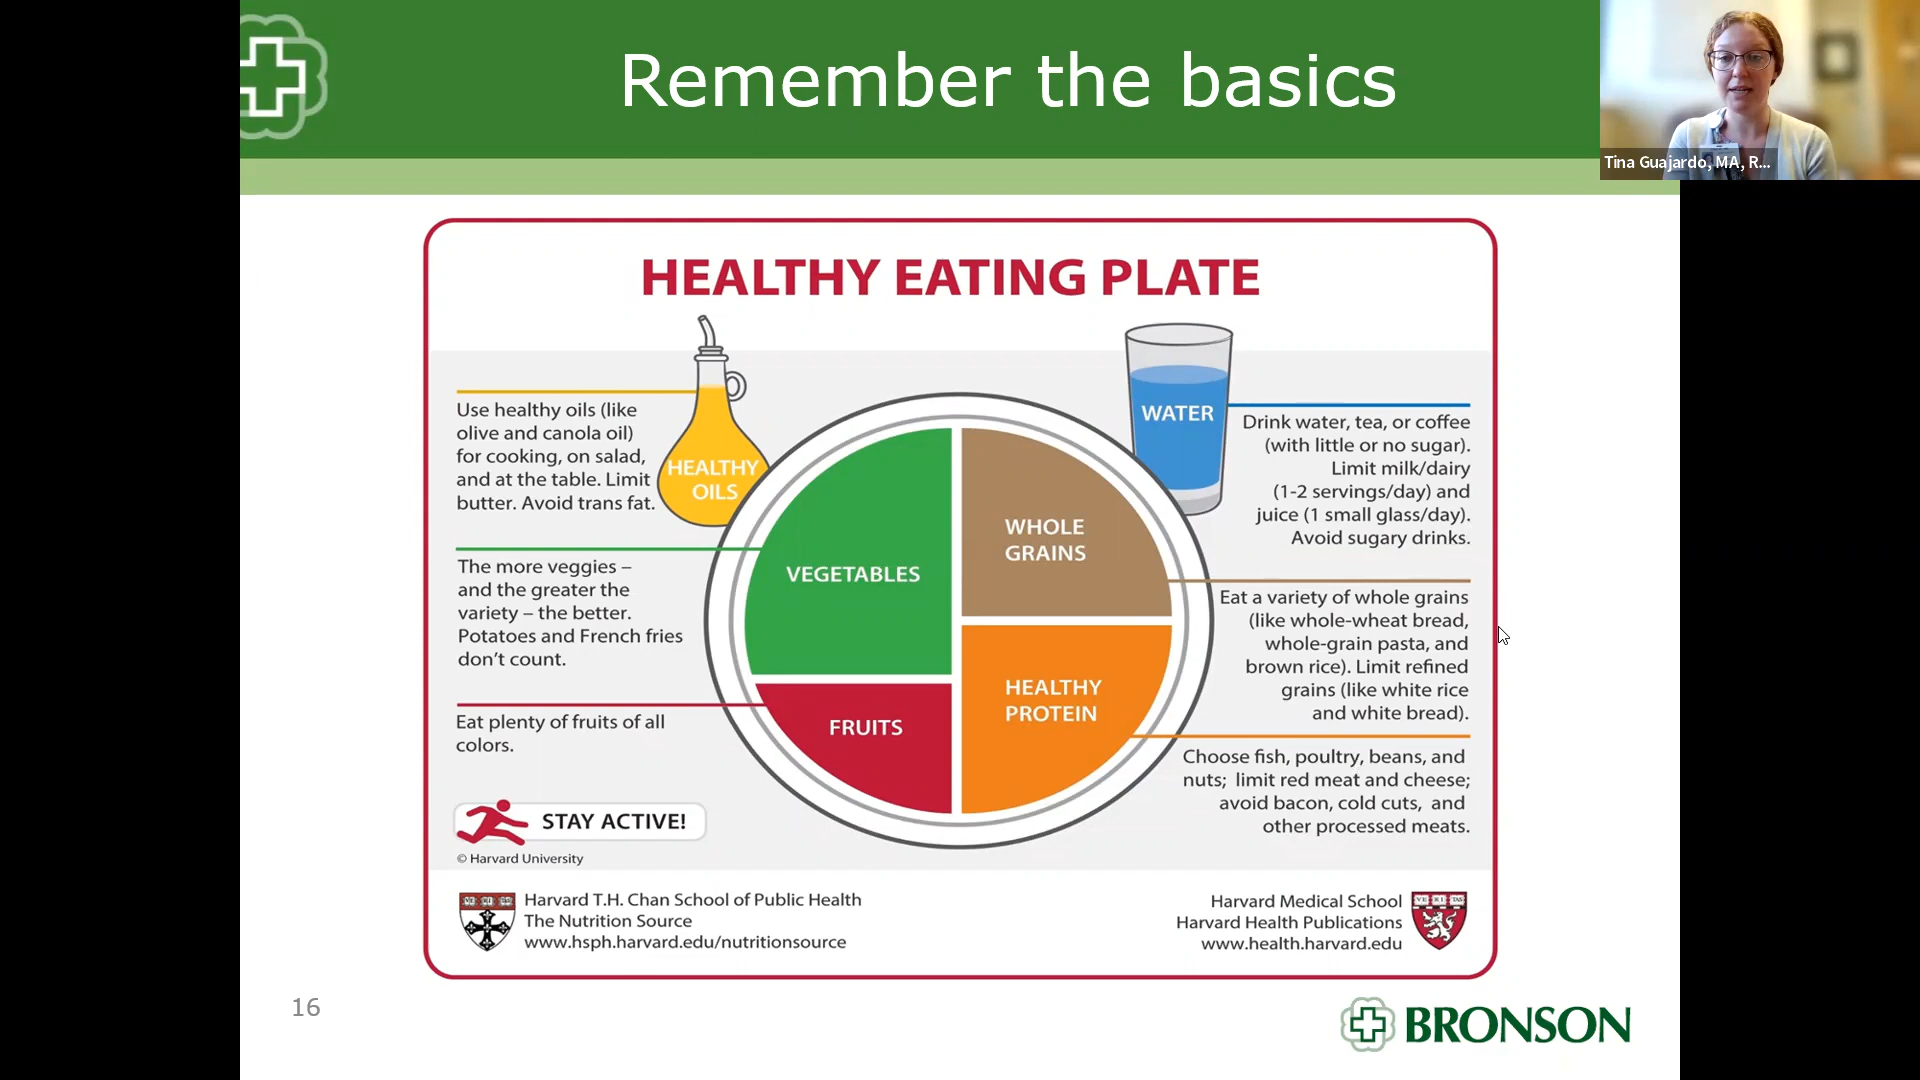 Remember the basics
Tina Guajardo, MA, R...
HEALTHY EATING PLATE
HEALTHY
OILS
Use healthy oils (like
olive and canola oil)
for cooking, on salad,
and at the table. Limit
butter. Avoid trans fat.
The more veggies –
and the greater the
variety – the better.
Potatoes and French fries
don’t count.
Eat plenty of fruits of all
colors.
VEGETABLES
FRUITS
WHOLE
GRAINS
HEALTHY
PROTEIN
WATER
Drink water, tea, or coffee
(with little or no sugar).
Limit milk/dairy
(1-2 servings/day) and
juice (1 small glass/day).
Avoid sugary drinks.
Eat a variety of whole grains
(like whole-wheat bread,
whole-grain pasta, and
brown rice). Limit refined
grains (like white rice
and white bread).
Choose fish, poultry, beans, and
nuts; limit red meat and cheese;
avoid bacon, cold cuts, and
other processed meats.
STAY ACTIVE!
© Harvard University
Harvard T.H. Chan School of Public Health
The Nutrition Source
www.hsph.harvard.edu/nutritionsource
Harvard Medical School
Harvard Health Publications
www.health.harvard.edu
VE RI TAS
16
BRONSON